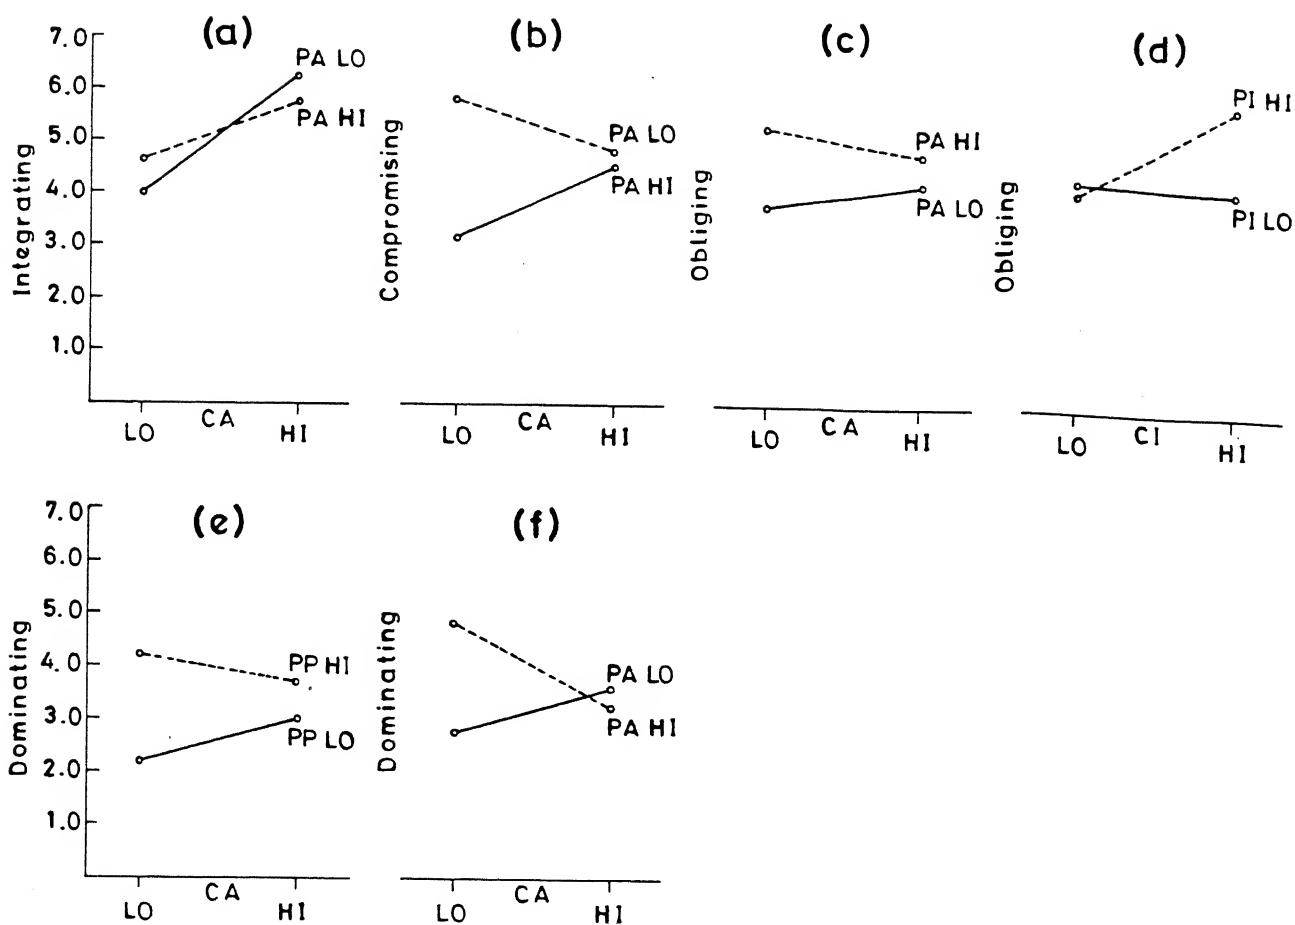 (a)
7.0
6.0
5.0
4.0
3.0
2.0
1.0
Integrating
PA LO
PA HI
LO
CA
HI
(b)
Compromising
PA LO
PA HI
LO
CA
HI
(c)
Obliging
PA HI
PA LO
LO
CA
HI
(d)
Obliging
PI HI
PI LO
LO
CI
HI
(e)
7.0
6.0
5.0
4.0
3.0
2.0
1.0
Dominating
PP HI
PP LO
LO
CA
HI
(f)
Dominating
PA LO
PA HI
LO
CA
HI